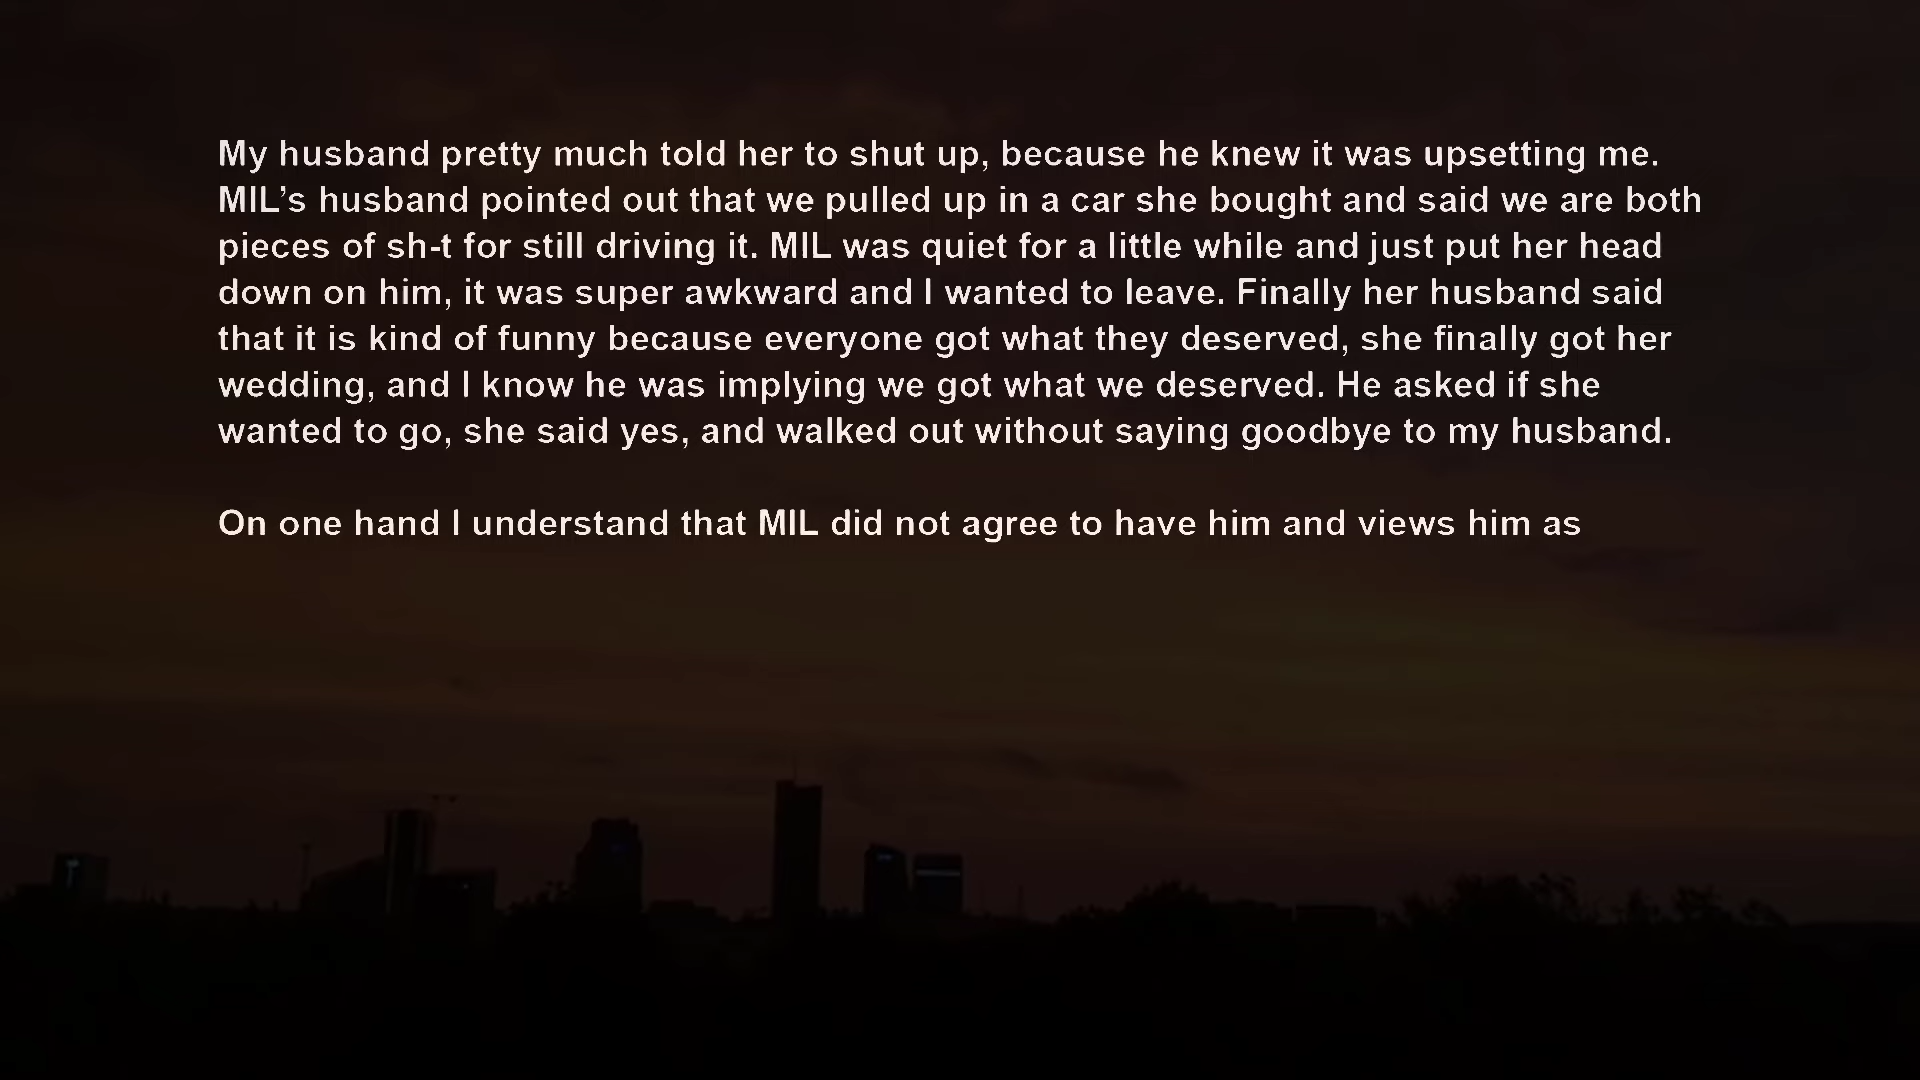 My husband pretty much told her to shut up, because he knew it was upsetting me.
MIL’s husband pointed out that we pulled up in a car she bought and said we are both
pieces of sh-t for still driving it. MIL was quiet for a little while and just put her head
down on him, it was super awkward and I wanted to leave. Finally her husband said
that it is kind of funny because everyone got what they deserved, she finally got her
wedding, and I know he was implying we got what we deserved. He asked if she
wanted to go, she said yes, and walked out without saying goodbye to my husband.
On one hand I understand that MIL did not agree to have him and views him as